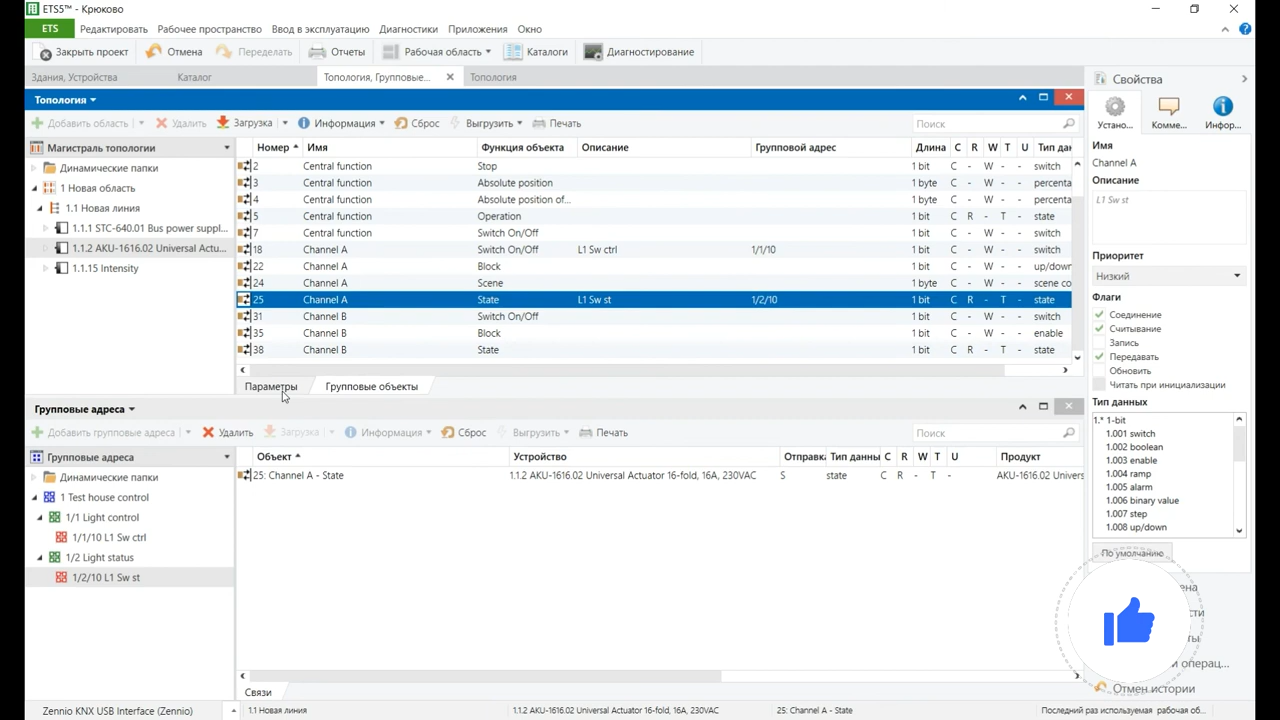 ETS5™ - Крюково
ETS Редактировать Рабочее пространство Ввод в эксплуатацию Диагностики Приложения Окно
Закрыть проект Отмена Переделать Отчеты Рабочая область Каталоги Диагностирование
Здания, Устройства Каталог Топология, Групповые... Топология
Топология
Добавить область Удалить Загрузка Информация Сброс Выгрузить Печать Поиск
Магистраль топологии
Динамические папки
1 Новая область
1.1 Новая линия
1.1.1 STC-640.01 Bus power suppl...
1.1.2 AKU-1616.02 Universal Actu...
1.1.15 Intensity
Номер Имя Функция объекта Описание Групповой адрес Длина C R W T U Тип дан
2 Central function Stop 1 bit C - W - - switch
3 Central function Absolute position 1 byte C - W - - percenta
4 Central function Absolute position of... 1 byte C - W - - percenta
5 Central function Operation 1 bit C R - T - state
7 Central function Switch On/Off 1 bit C - W - - switch
18 Channel A Switch On/Off L1 Sw ctrl 1/1/10 1 bit C - W - - switch
22 Channel A Block 1 bit C - W - - up/down
24 Channel A Scene 1 byte C - W - - scene co
25 Channel A State L1 Sw st 1/2/10 1 bit C R - T - state
31 Channel B Switch On/Off 1 bit C - W - - switch
35 Channel B Block 1 bit C - W - - enable
38 Channel B State 1 bit C R - T - state
Параметры Групповые объекты
Групповые адреса
Добавить групповые адреса Удалить Загрузка Информация Сброс Выгрузить Печать Поиск
Групповые адреса
Динамические папки
1 Test house control
1/1 Light control
1/1/10 L1 Sw ctrl
1/2 Light status
1/2/10 L1 Sw st
Объект Устройство Отправка Тип данны C R W T U Продукт
25: Channel A - State 1.1.2 AKU-1616.02 Universal Actuator 16-fold, 16A, 230VAC S state C R - T - AKU-1616.02 Univers
Связи
Свойства
Устано... Комме... Инфор...
Имя
Channel A
Описание
L1 Sw st
Приоритет
Низкий
Флаги
Соединение
Считывание
Запись
Передавать
Обновить
Читать при инициализации
Тип данных
1.* 1-bit
1.001 switch
1.002 boolean
1.003 enable
1.004 ramp
1.005 alarm
1.006 binary value
1.007 step
1.008 up/down
По умолчанию
Отмен истории
Zennio KNX USB Interface (Zennio) 1.1 Новая линия 1.1.2 AKU-1616.02 Universal Actuator 16-fold, 16A, 230VAC 25: Channel A - State Последний раз используемая рабочая об...